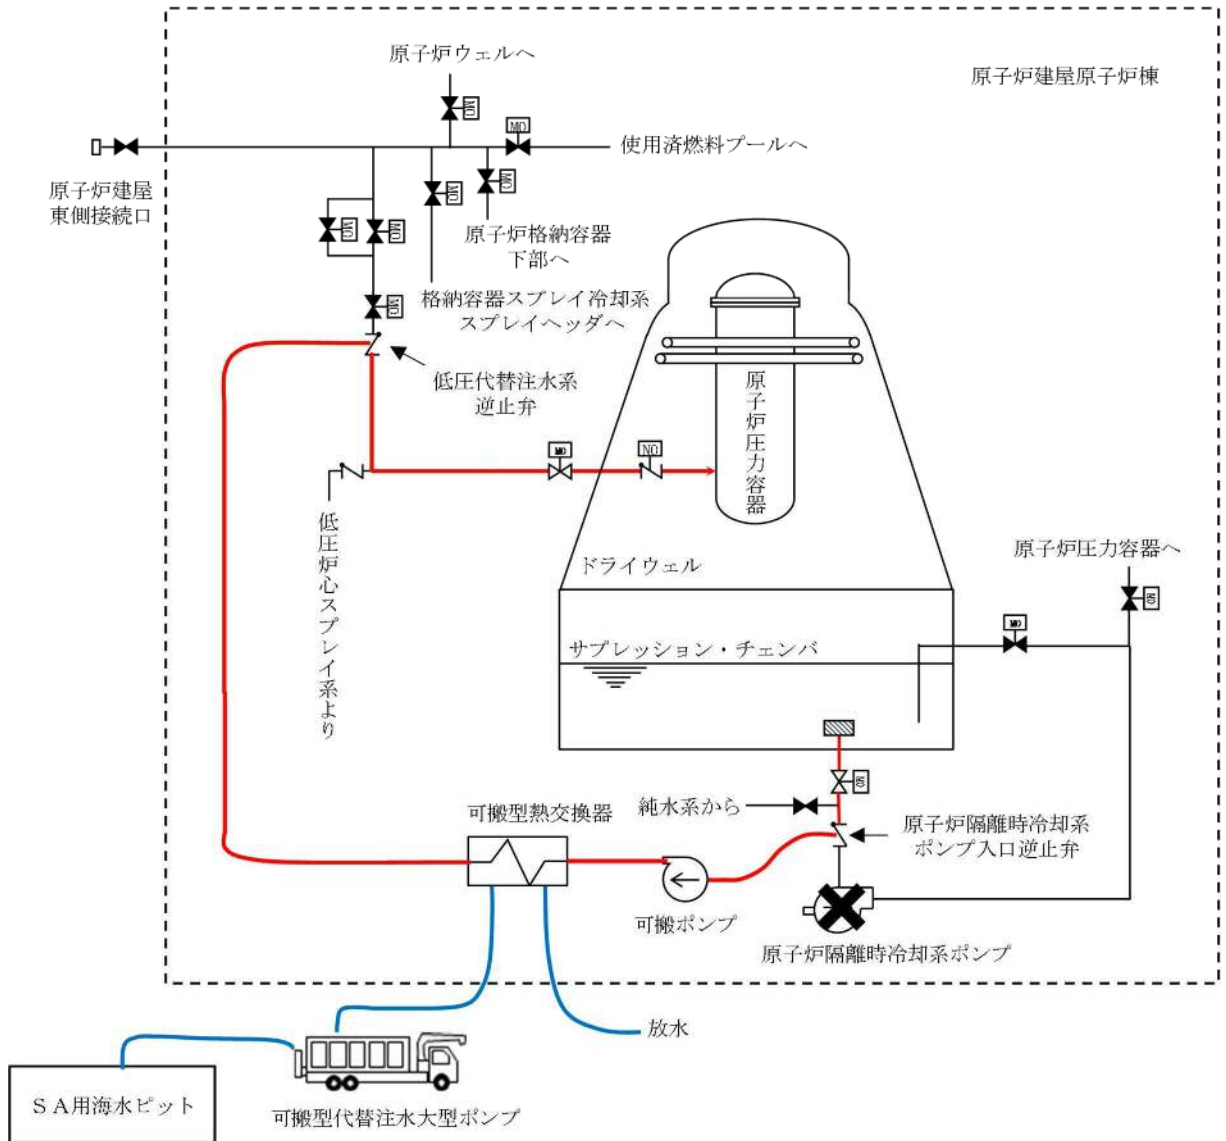 原子炉ウェルへ
原子炉建屋原子炉棟
MO
MO
使用済燃料プールへ
原子炉建屋
東側接続口
MO
MO
MO
MO
原子炉格納容器
下部へ
MO
格納容器スプレイ冷却系
スプレイヘッダへ
低圧代替注水系
逆止弁
原子炉圧力容器
MO
NO
低圧炉心スプレイ系より
ドライウェル
原子炉圧力容器へ
MO
MO
サプレッション・チェンバ
MO
純水系から
可搬型熱交換器
原子炉隔離時冷却系
ポンプ入口逆止弁
可搬ポンプ
原子炉隔離時冷却系ポンプ
放水
SA用海水ピット
可搬型代替注水大型ポンプ